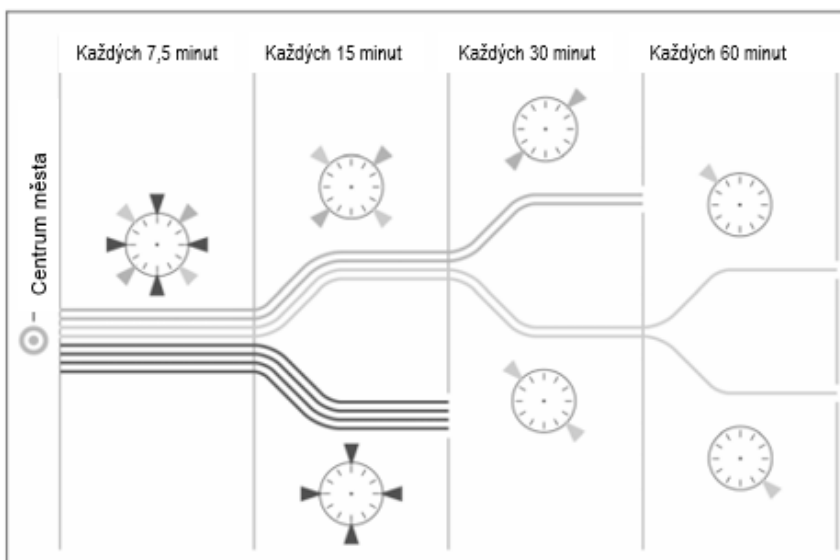 Každých 7,5 minut
Každých 15 minut
Každých 30 minut
Každých 60 minut
Centrum města